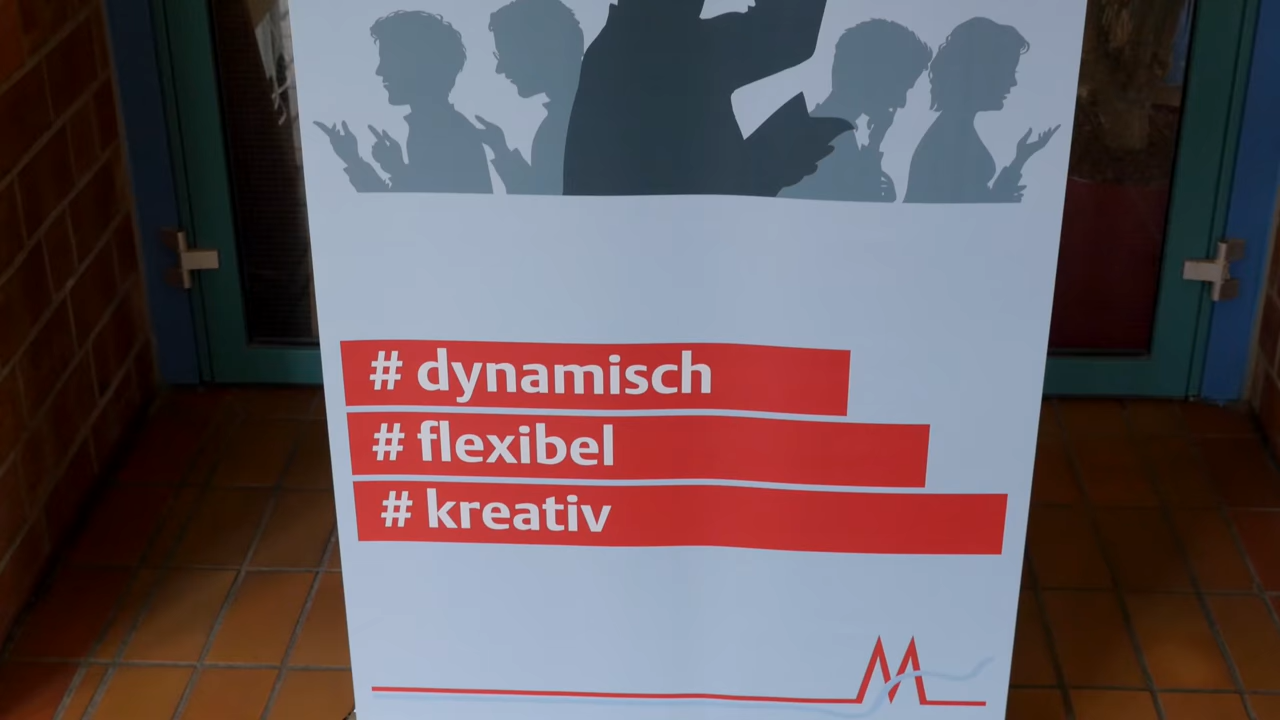 # dynamisch
# flexibel
# kreativ